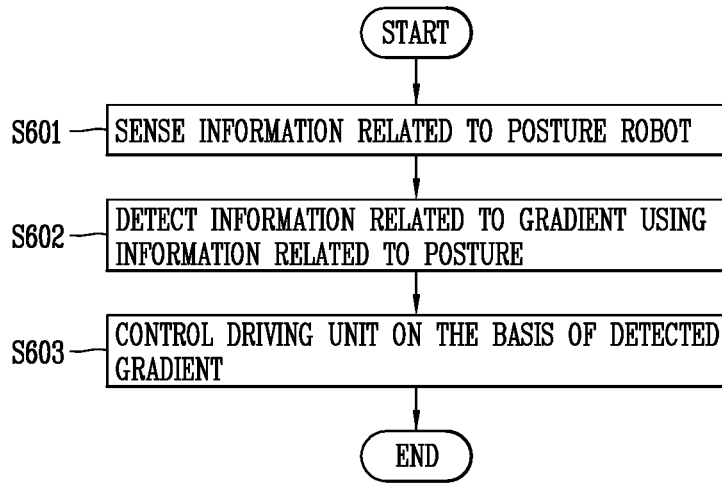 START
S601 SENSE INFORMATION RELATED TO POSTURE ROBOT
S602 DETECT INFORMATION RELATED TO GRADIENT USING
INFORMATION RELATED TO POSTURE
S603 CONTROL DRIVING UNIT ON THE BASIS OF DETECTED
GRADIENT
END